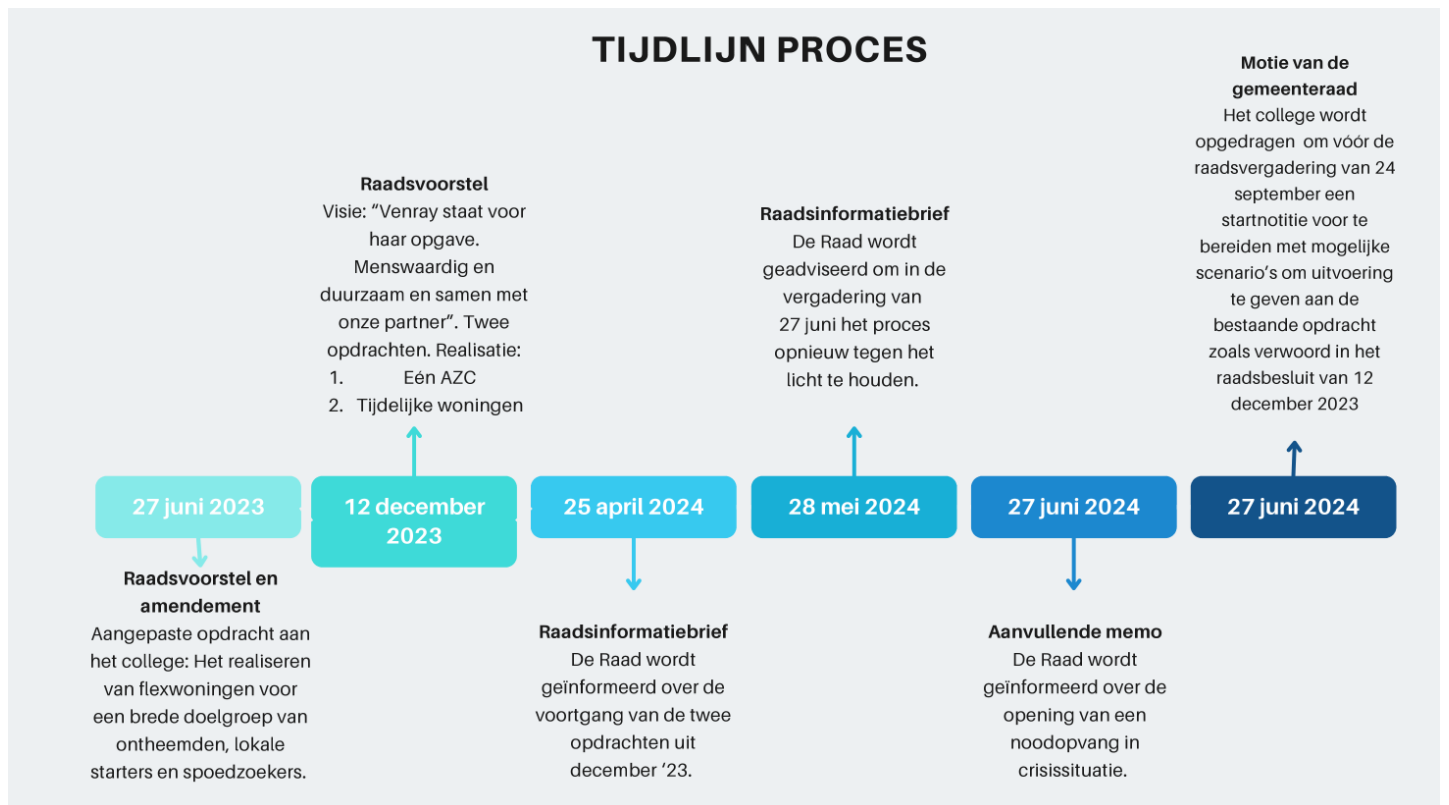 TIJDLIJN PROCES
27 juni 2023
Raadsvoorstel en
amendement
Aangepaste opdracht aan
het college: Het realiseren
van flexwoningen voor
een brede doelgroep van
ontheemden, lokale
starters en spoedzoekers.
Raadsvoorstel
Visie: “Venray staat voor
haar opgave.
Menswaardig en
duurzaam en samen met
onze partner”. Twee
opdrachten. Realisatie:
1. Eén AZC
2. Tijdelijke woningen
12 december
2023
25 april 2024
Raadsinformatiebrief
De Raad wordt
geïnformeerd over de
voortgang van de twee
opdrachten uit
december ’23.
Raadsinformatiebrief
De Raad wordt
geadviseerd om in de
vergadering van
27 juni het proces
opnieuw tegen het
licht te houden.
28 mei 2024
27 juni 2024
Aanvullende memo
De Raad wordt
geïnformeerd over de
opening van een
noodopvang in
crisissituatie.
Motie van de
gemeenteraad
Het college wordt
opgedragen om vóór de
raadsvergadering van 24
september een
startnotitie voor te
bereiden met mogelijke
scenario’s om uitvoering
te geven aan de
bestaande opdracht
zoals verwoord in het
raadsbesluit van 12
december 2023
27 juni 2024